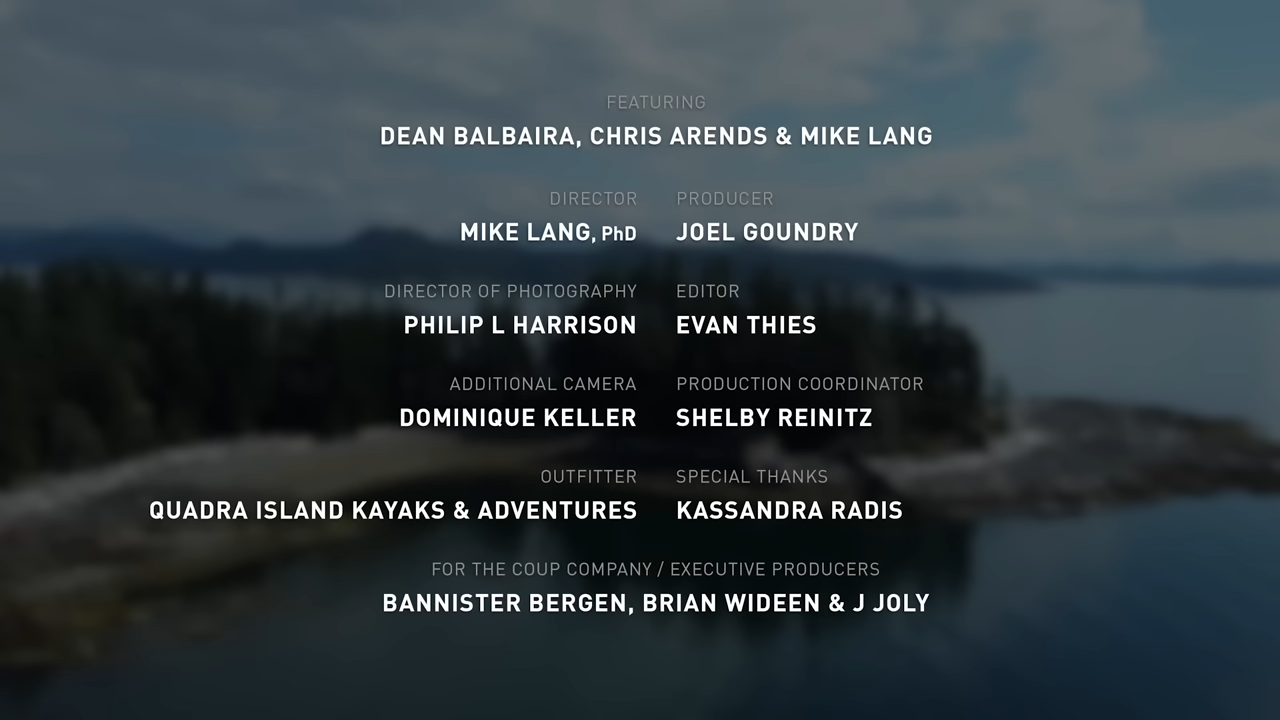 FEATURING
DEAN BALBAIRA, CHRIS ARENDS & MIKE LANG
DIRECTOR
MIKE LANG, PhD
PRODUCER
JOEL GOUNDRY
DIRECTOR OF PHOTOGRAPHY
PHILIP L HARRISON
EDITOR
EVAN THIES
ADDITIONAL CAMERA
DOMINIQUE KELLER
PRODUCTION COORDINATOR
SHELBY REINITZ
OUTFITTER
QUADRA ISLAND KAYAKS & ADVENTURES
SPECIAL THANKS
KASSANDRA RADIS
FOR THE COUP COMPANY / EXECUTIVE PRODUCERS
BANNISTER BERGEN, BRIAN WIDEEN & J JOLY